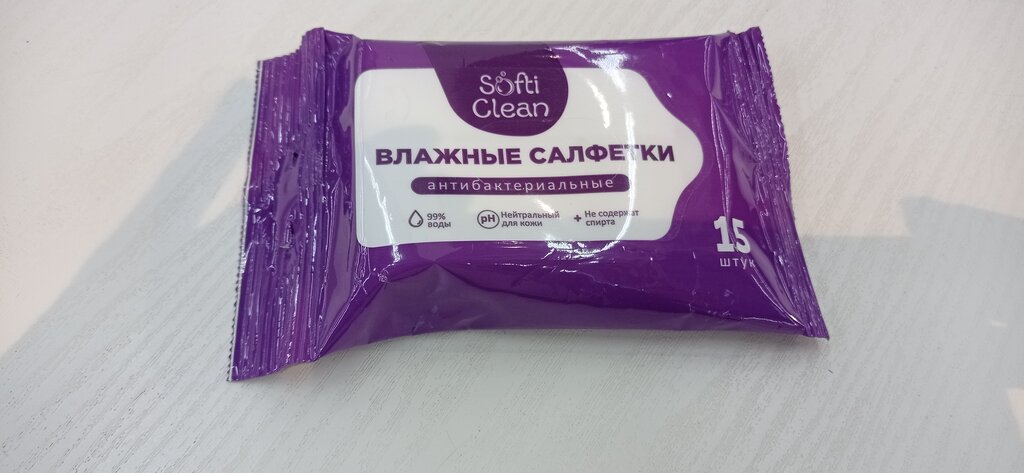 Softi
Clean
ВЛАЖНЫЕ САЛФЕТКИ
антибактериальные
99%
воды
pH
Нейтральный
для кожи
+ Не содержат
спирта
15
штук